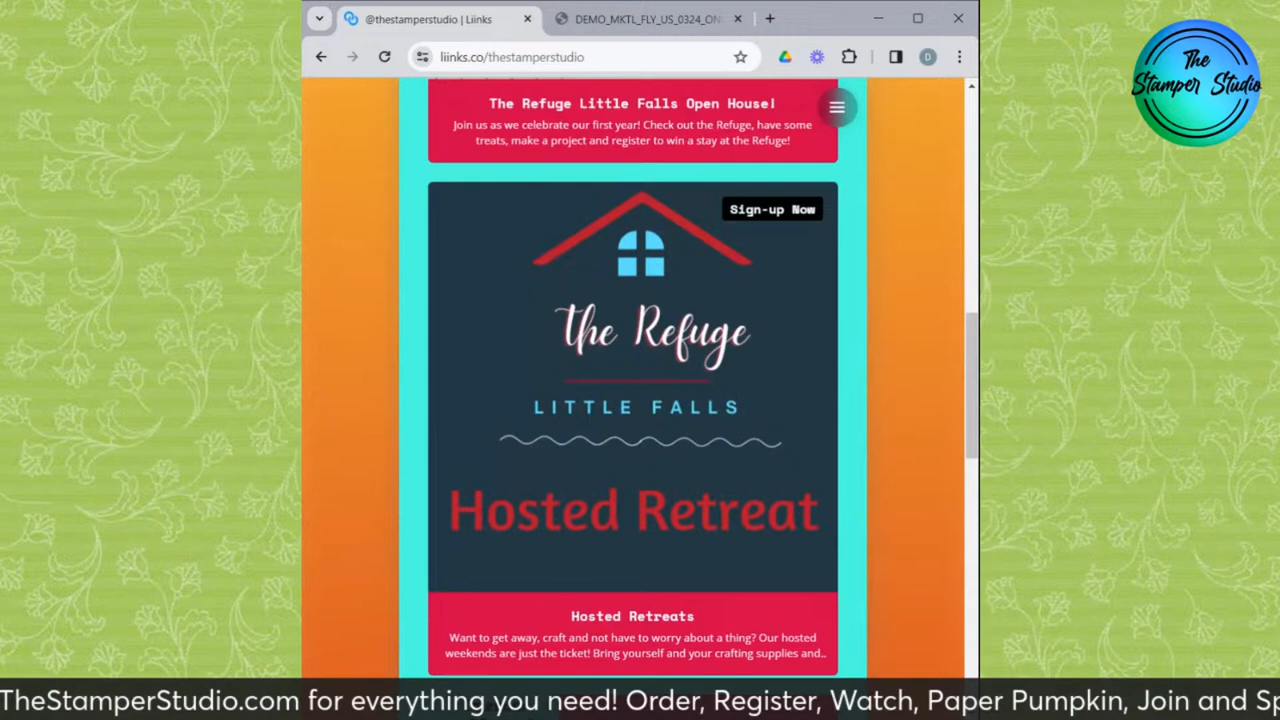 @thestamperstudio | Liinks
DEMO_MKTL_FLY_US_0324_ON
liinks.co/thestamperstudio
D
The Stamper Studio
The Refuge Little Falls Open House!
Join us as we celebrate our first year! Check out the Refuge, have some
treats, make a project and register to win a stay at the Refuge!
Sign-up Now
the Refuge
LITTLE FALLS
Hosted Retreat
Hosted Retreats
Want to get away, craft and not have to worry about a thing? Our hosted
weekends are just the ticket! Bring yourself and your crafting supplies and..
TheStamperStudio.com for everything you need! Order, Register, Watch, Paper Pumpkin, Join and Sp